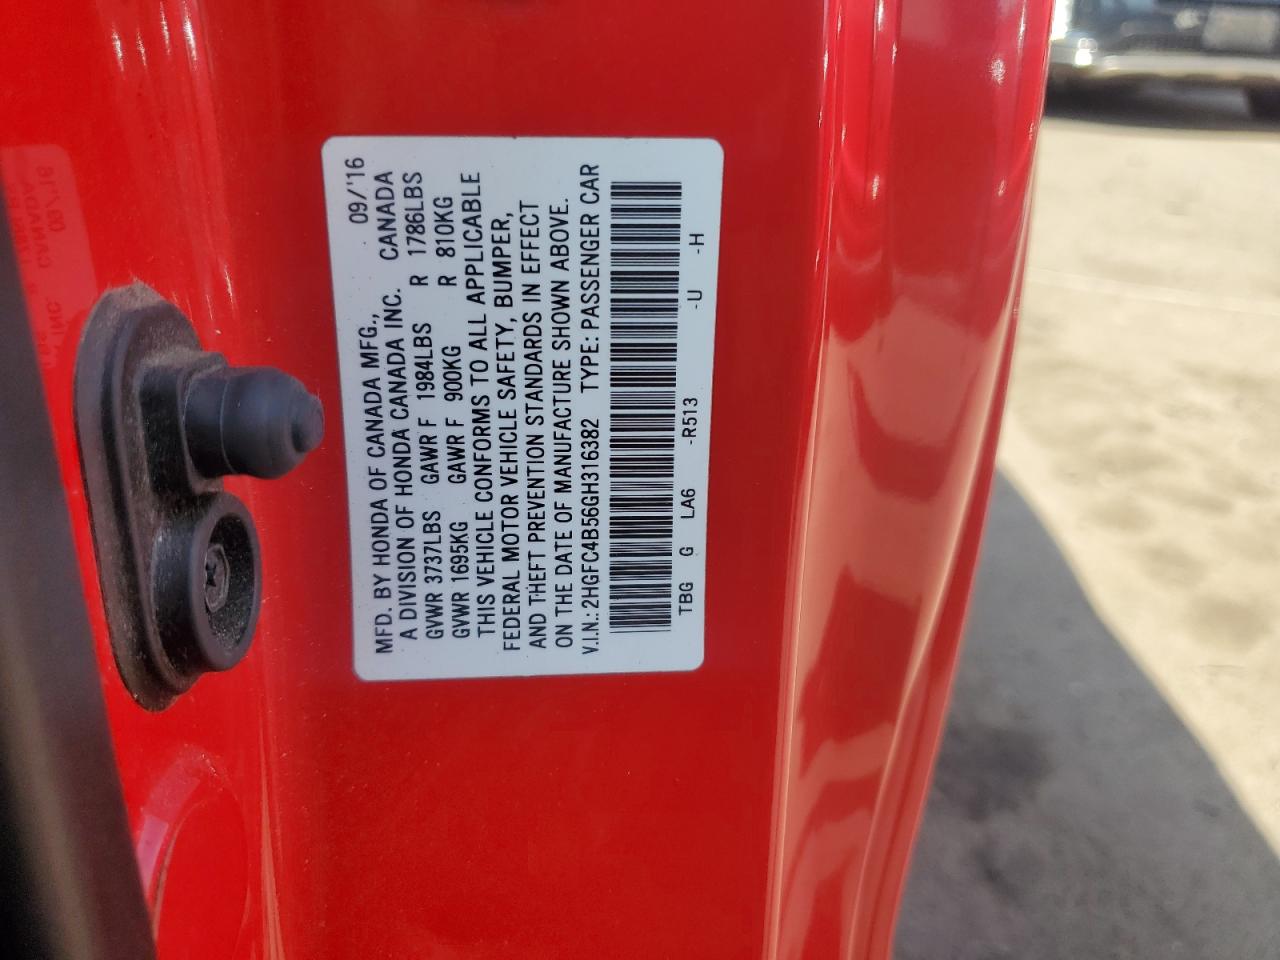 09/'16
MFD. BY HONDA OF CANADA MFG.,
A DIVISION OF HONDA CANADA INC. CANADA
GVWR 3737LBS GAWR F 1984LBS R 1786LBS
GVWR 1695KG GAWR F 900KG R 810KG
THIS VEHICLE CONFORMS TO ALL APPLICABLE
FEDERAL MOTOR VEHICLE SAFETY, BUMPER,
AND THEFT PREVENTION STANDARDS IN EFFECT
ON THE DATE OF MANUFACTURE SHOWN ABOVE.
V.I.N.: 2HGFC4B56GH316382 TYPE: PASSENGER CAR
TBG G LA6 -R513 -U -H